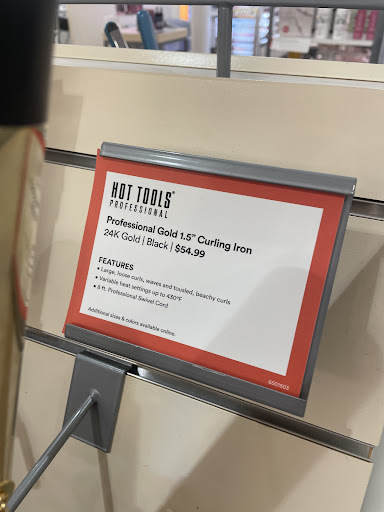 HOT TOOLS®
PROFESSIONAL
Professional Gold 1.5" Curling Iron
24K Gold | Black | $54.99
FEATURES
• Large, loose curls, waves and tousled, beachy curls
• Variable heat settings up to 430°F
• 8 ft. Professional Swivel Cord
Additional sizes & colors available online.
6501503